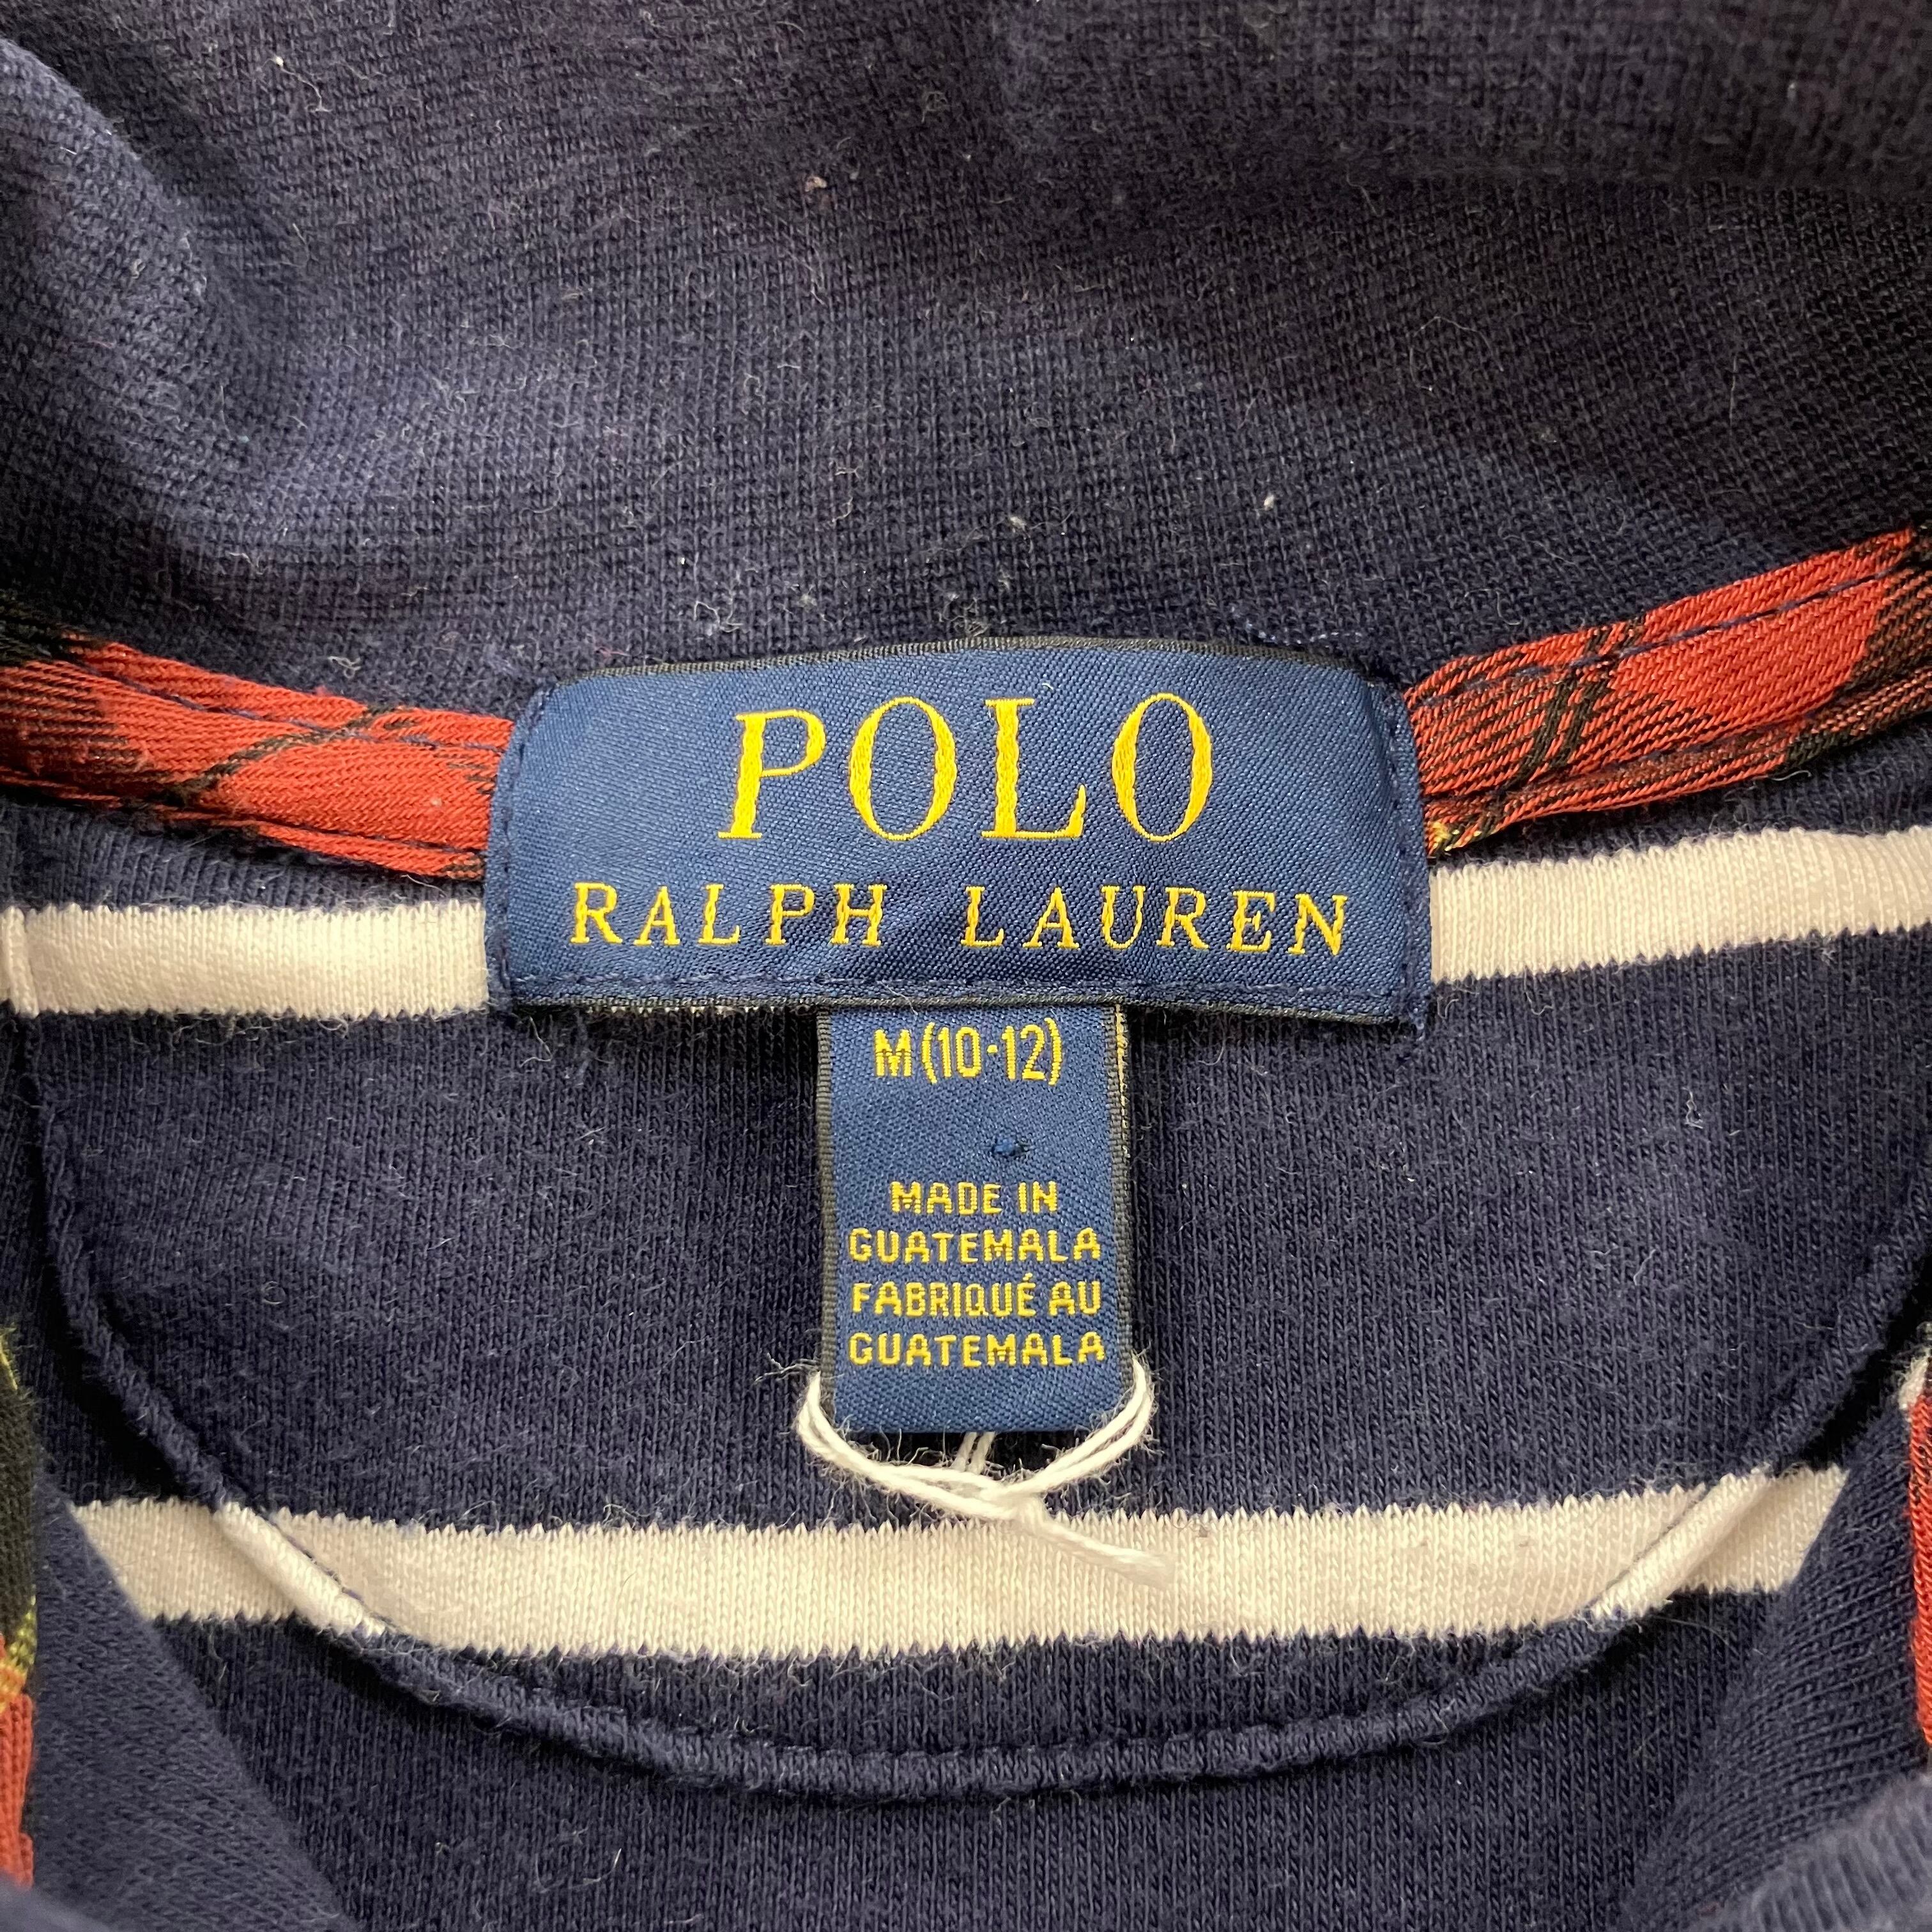 POLO
RALPH LAUREN
M (10-12)
MADE IN
GUATEMALA
FABRIQUÉ AU
GUATEMALA